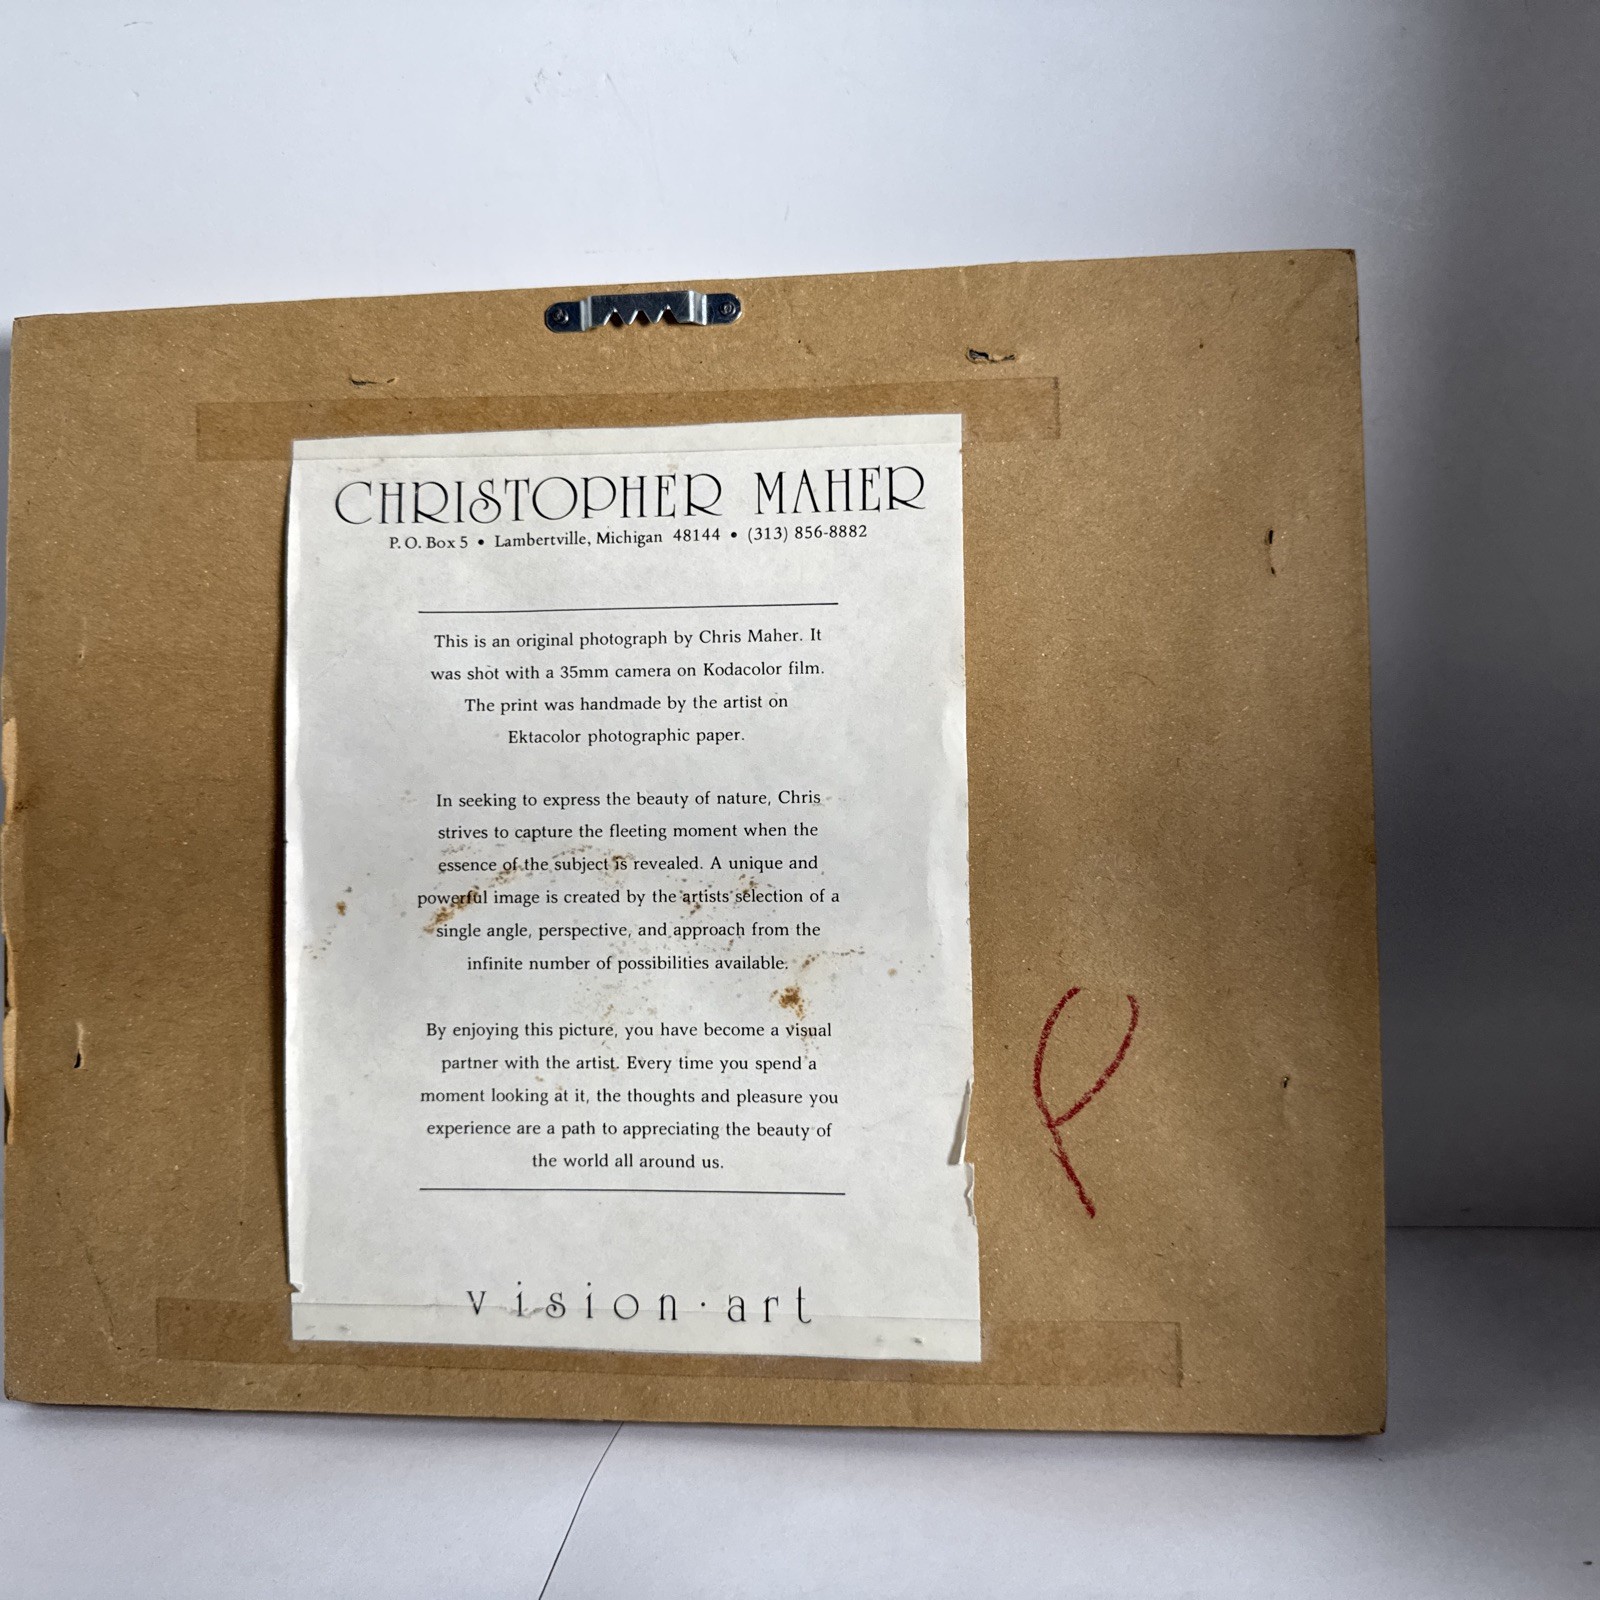 CHRISTOPHER MAHER
P. O. Box 5 • Lambertville, Michigan 48144 • (313) 856-8882
This is an original photograph by Chris Maher. It
was shot with a 35mm camera on Kodacolor film.
The print was handmade by the artist on
Ektacolor photographic paper.
In seeking to express the beauty of nature, Chris
strives to capture the fleeting moment when the
essence of the subject is revealed. A unique and
powerful image is created by the artists selection of a
single angle, perspective, and approach from the
infinite number of possibilities available.
By enjoying this picture, you have become a visual
partner with the artist. Every time you spend a
moment looking at it, the thoughts and pleasure you
experience are a path to appreciating the beauty of
the world all around us.
vision·art